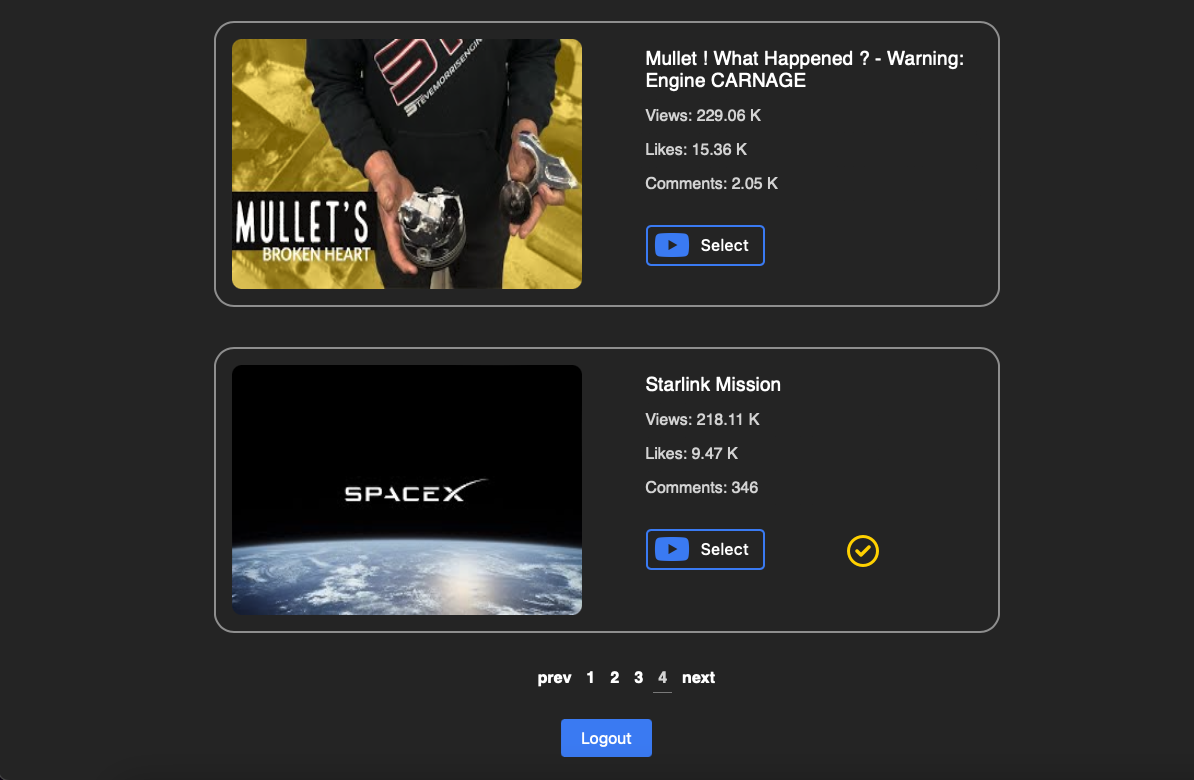 STEVEMORRISENGIN
MULLET'S
BROKEN HEART
Mullet ! What Happened ? - Warning:
Engine CARNAGE
Views: 229.06 K
Likes: 15.36 K
Comments: 2.05 K
Select
SPACEX
Starlink Mission
Views: 218.11 K
Likes: 9.47 K
Comments: 346
Select
prev 1 2 3 4 next
Logout